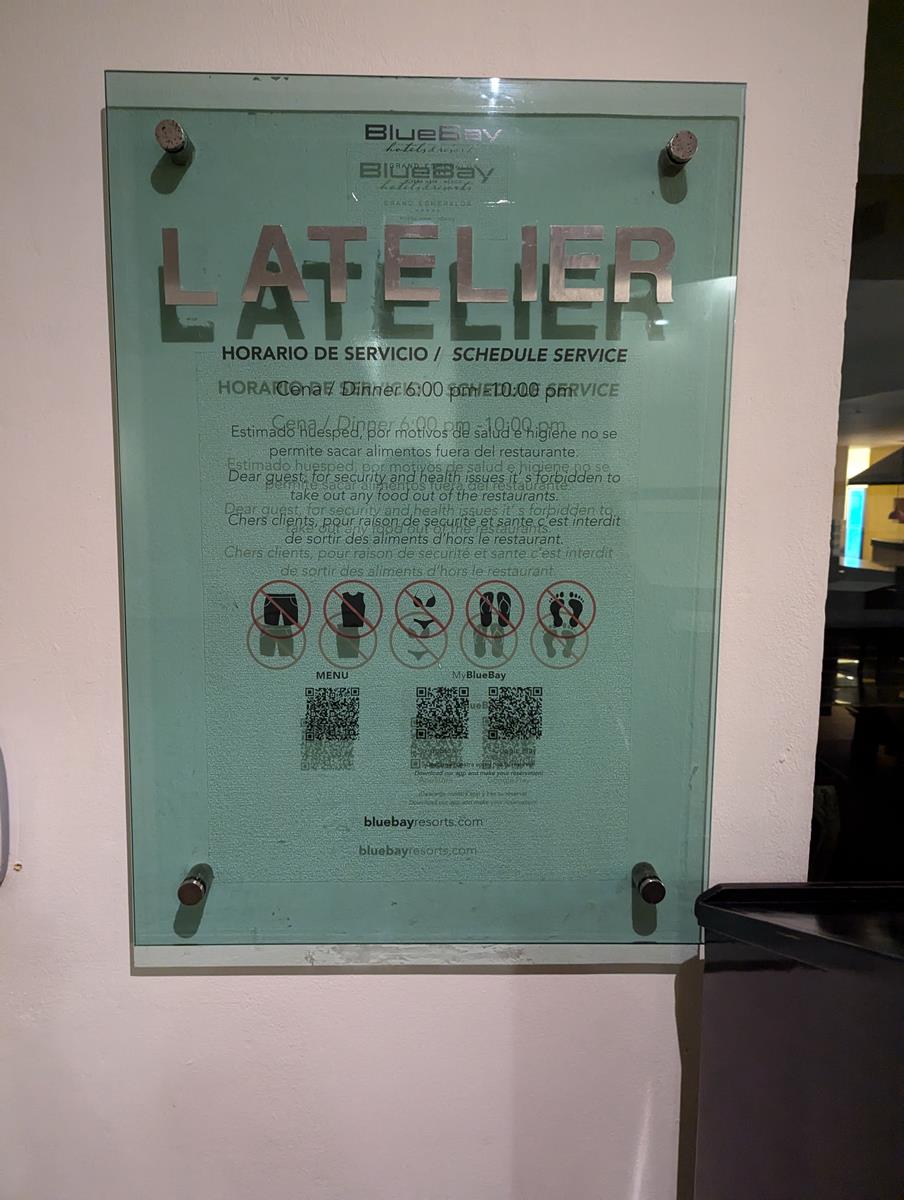 BlueBay
hotels & resorts
GRAND ESMERALDA
LATELIER
HORARIO DE SERVICIO / SCHEDULE SERVICE
Cena / Dinner 6:00 pm -10:00 pm
Estimado huesped, por motivos de salud e higiene no se
permite sacar alimentos fuera del restaurante.
Dear guest, for security and health issues it´s forbidden to
take out any food out of the restaurants.
Chers clients, pour raison de securité et sante c'est interdit
de sortir des aliments d'hors le restaurant.
MENU
MyBlueBay
Download our app and make your reservation!
bluebayresorts.com